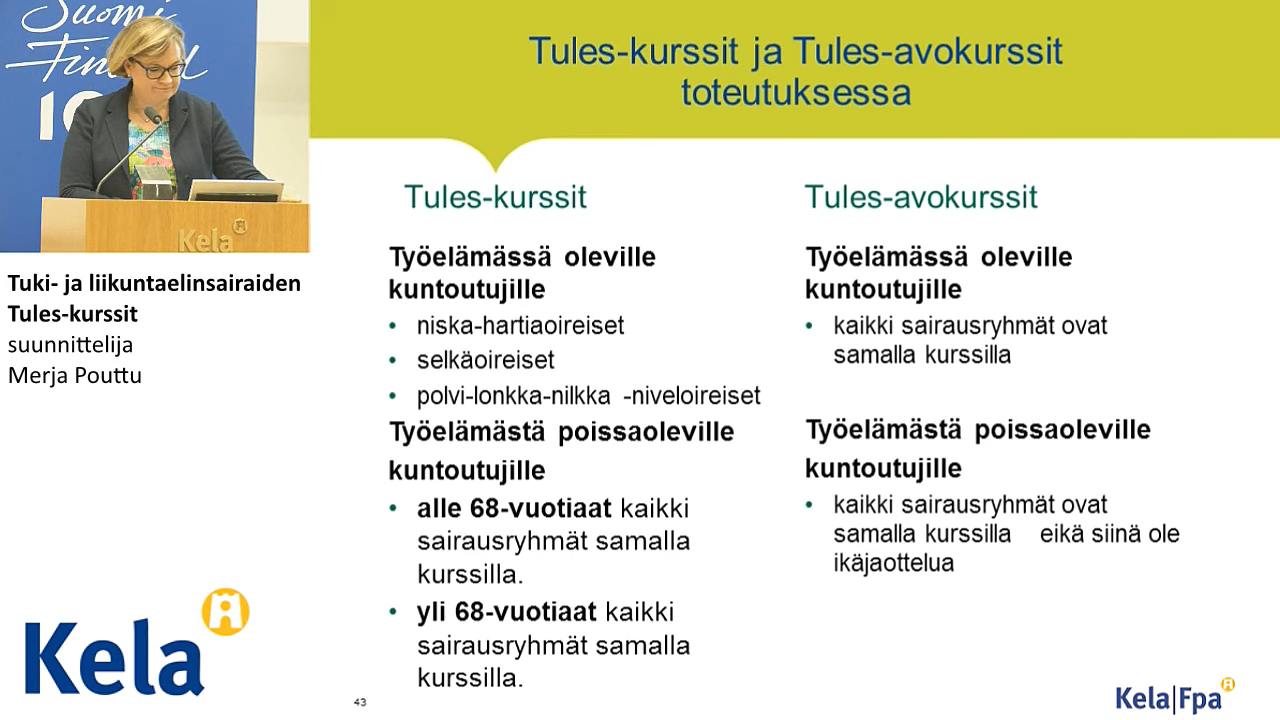 Suomi
Finland
10
Kela
Tuki- ja liikuntaelinsairaiden
Tules-kurssit
suunnittelija
Merja Pouttu
Kela
Tules-kurssit ja Tules-avokurssit
toteutuksessa
Tules-kurssit
Työelämässä oleville
kuntoutujille
• niska-hartiaoireiset
• selkäoireiset
• polvi-lonkka-nilkka -niveloireiset
Työelämästä poissaoleville
kuntoutujille
• alle 68-vuotiaat kaikki
sairausryhmät samalla
kurssilla.
• yli 68-vuotiaat kaikki
sairausryhmät samalla
kurssilla.
Tules-avokurssit
Työelämässä oleville
kuntoutujille
• kaikki sairausryhmät ovat
samalla kurssilla
Työelämästä poissaoleville
kuntoutujille
• kaikki sairausryhmät ovat
samalla kurssilla eikä siinä ole
ikäjaottelua
43
Kela|Fpa